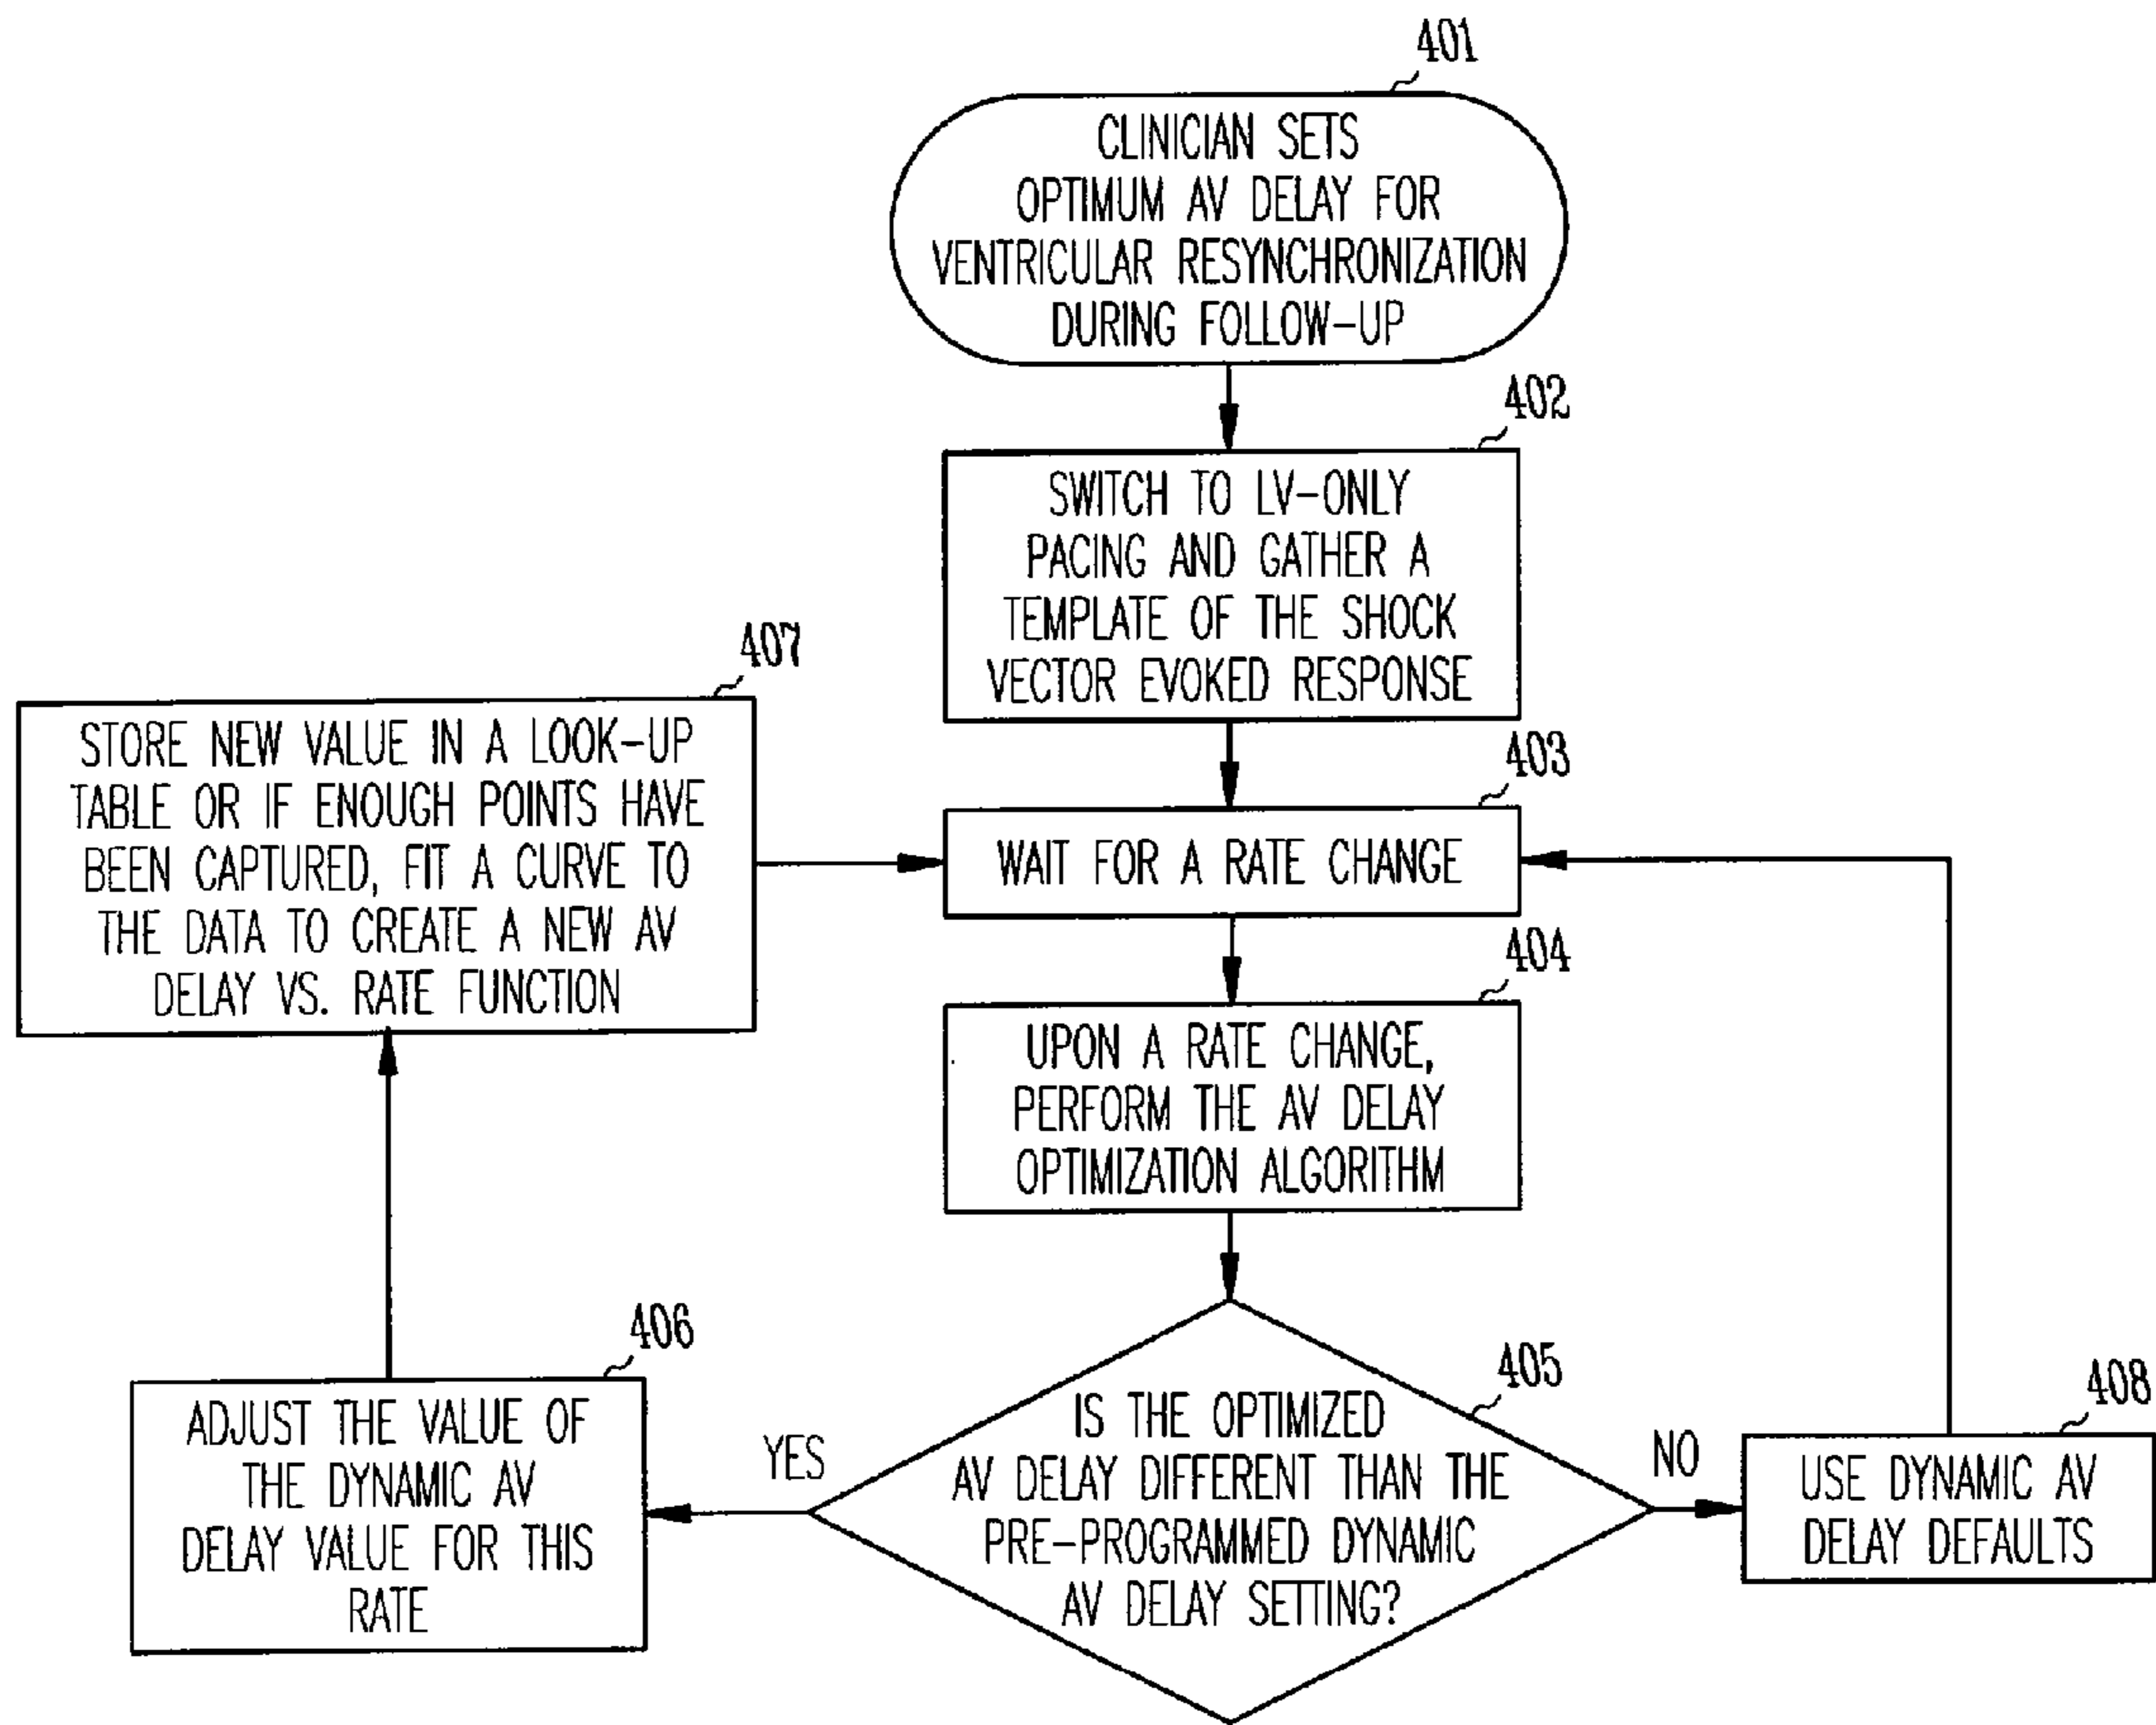 401
CLINICIAN SETS
OPTIMUM AV DELAY FOR
VENTRICULAR RESYNCHRONIZATION
DURING FOLLOW-UP
402
SWITCH TO LV-ONLY
PACING AND GATHER A
TEMPLATE OF THE SHOCK
VECTOR EVOKED RESPONSE
403
WAIT FOR A RATE CHANGE
404
UPON A RATE CHANGE,
PERFORM THE AV DELAY
OPTIMIZATION ALGORITHM
405
IS THE OPTIMIZED
AV DELAY DIFFERENT THAN THE
PRE-PROGRAMMED DYNAMIC
AV DELAY SETTING?
YES
406
ADJUST THE VALUE OF
THE DYNAMIC AV
DELAY VALUE FOR THIS
RATE
407
STORE NEW VALUE IN A LOOK-UP
TABLE OR IF ENOUGH POINTS HAVE
BEEN CAPTURED, FIT A CURVE TO
THE DATA TO CREATE A NEW AV
DELAY VS. RATE FUNCTION
NO
408
USE DYNAMIC AV
DELAY DEFAULTS